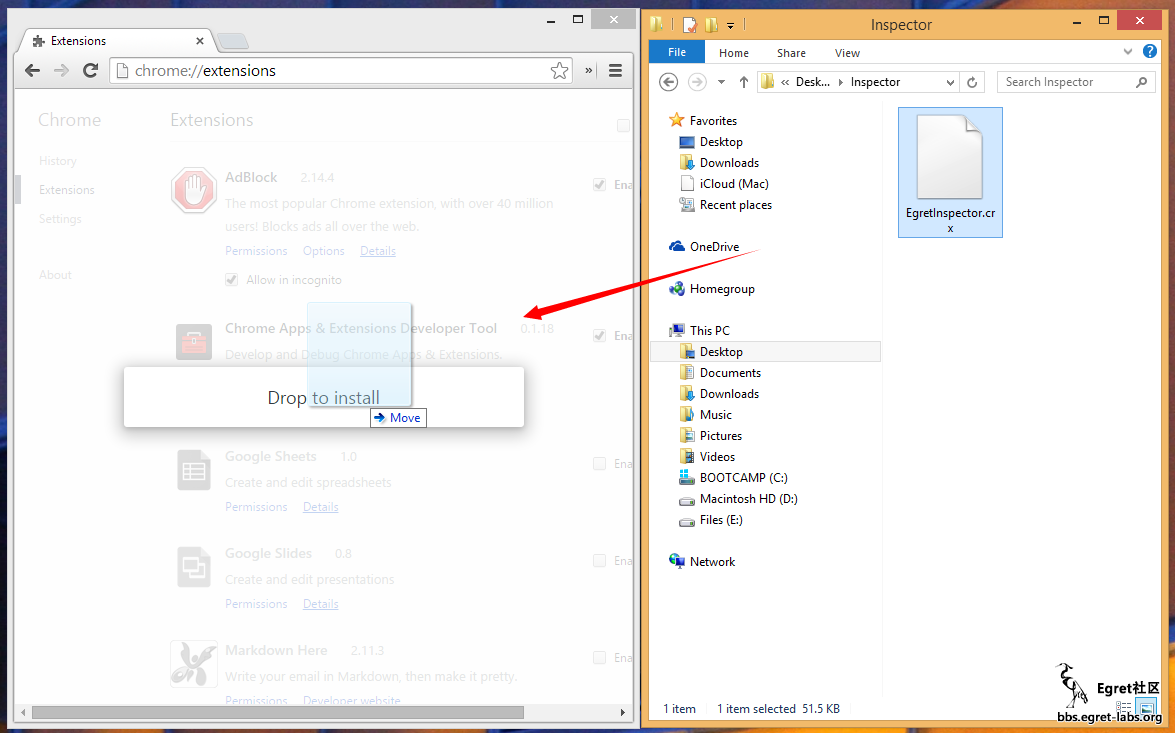 Extensions
chrome://extensions
»
Chrome
History
Extensions
Settings
About
Extensions
AdBlock 2.14.4
Ena
The most popular Chrome extension, with over 40 million
users! Blocks ads all over the web.
Permissions Options Details
Allow in incognito
Chrome Apps & Extensions Developer Tool 0.1.18
Ena
Develop and Debug Chrome Apps & Extensions.
Drop to install
Move
Google Sheets 1.0
Ena
Create and edit spreadsheets
Permissions Details
Google Slides 0.8
Ena
Create and edit presentations
Permissions Details
Markdown Here 2.11.3
Ena
Write your email in Markdown, then make it pretty.
Permissions Developer website
Inspector
File Home Share View
« Desk... Inspector
Search Inspector
Favorites
Desktop
Downloads
iCloud (Mac)
Recent places
OneDrive
Homegroup
This PC
Desktop
Documents
Downloads
Music
Pictures
Videos
BOOTCAMP (C:)
Macintosh HD (D:)
Files (E:)
Network
EgretInspector.cr
x
1 item 1 item selected 51.5 KB
Egret社区
bbs.egret-labs.org